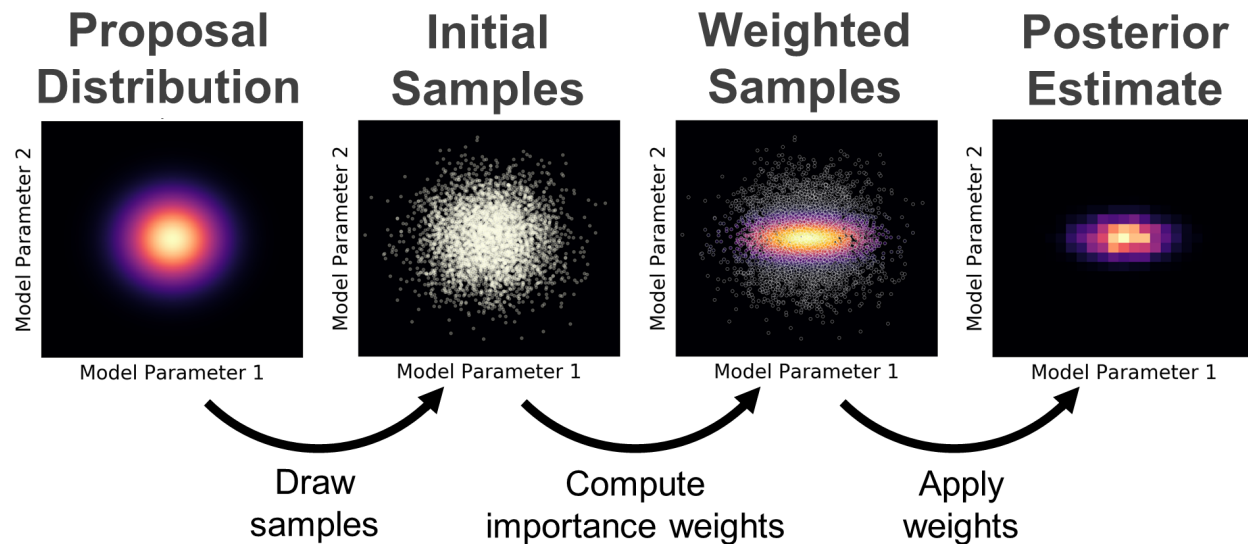 Proposal
Distribution
Initial
Samples
Weighted
Samples
Posterior
Estimate
Model Parameter 2
Model Parameter 1
Model Parameter 2
Model Parameter 1
Model Parameter 2
Model Parameter 1
Model Parameter 2
Model Parameter 1
Draw
samples
Compute
importance weights
Apply
weights